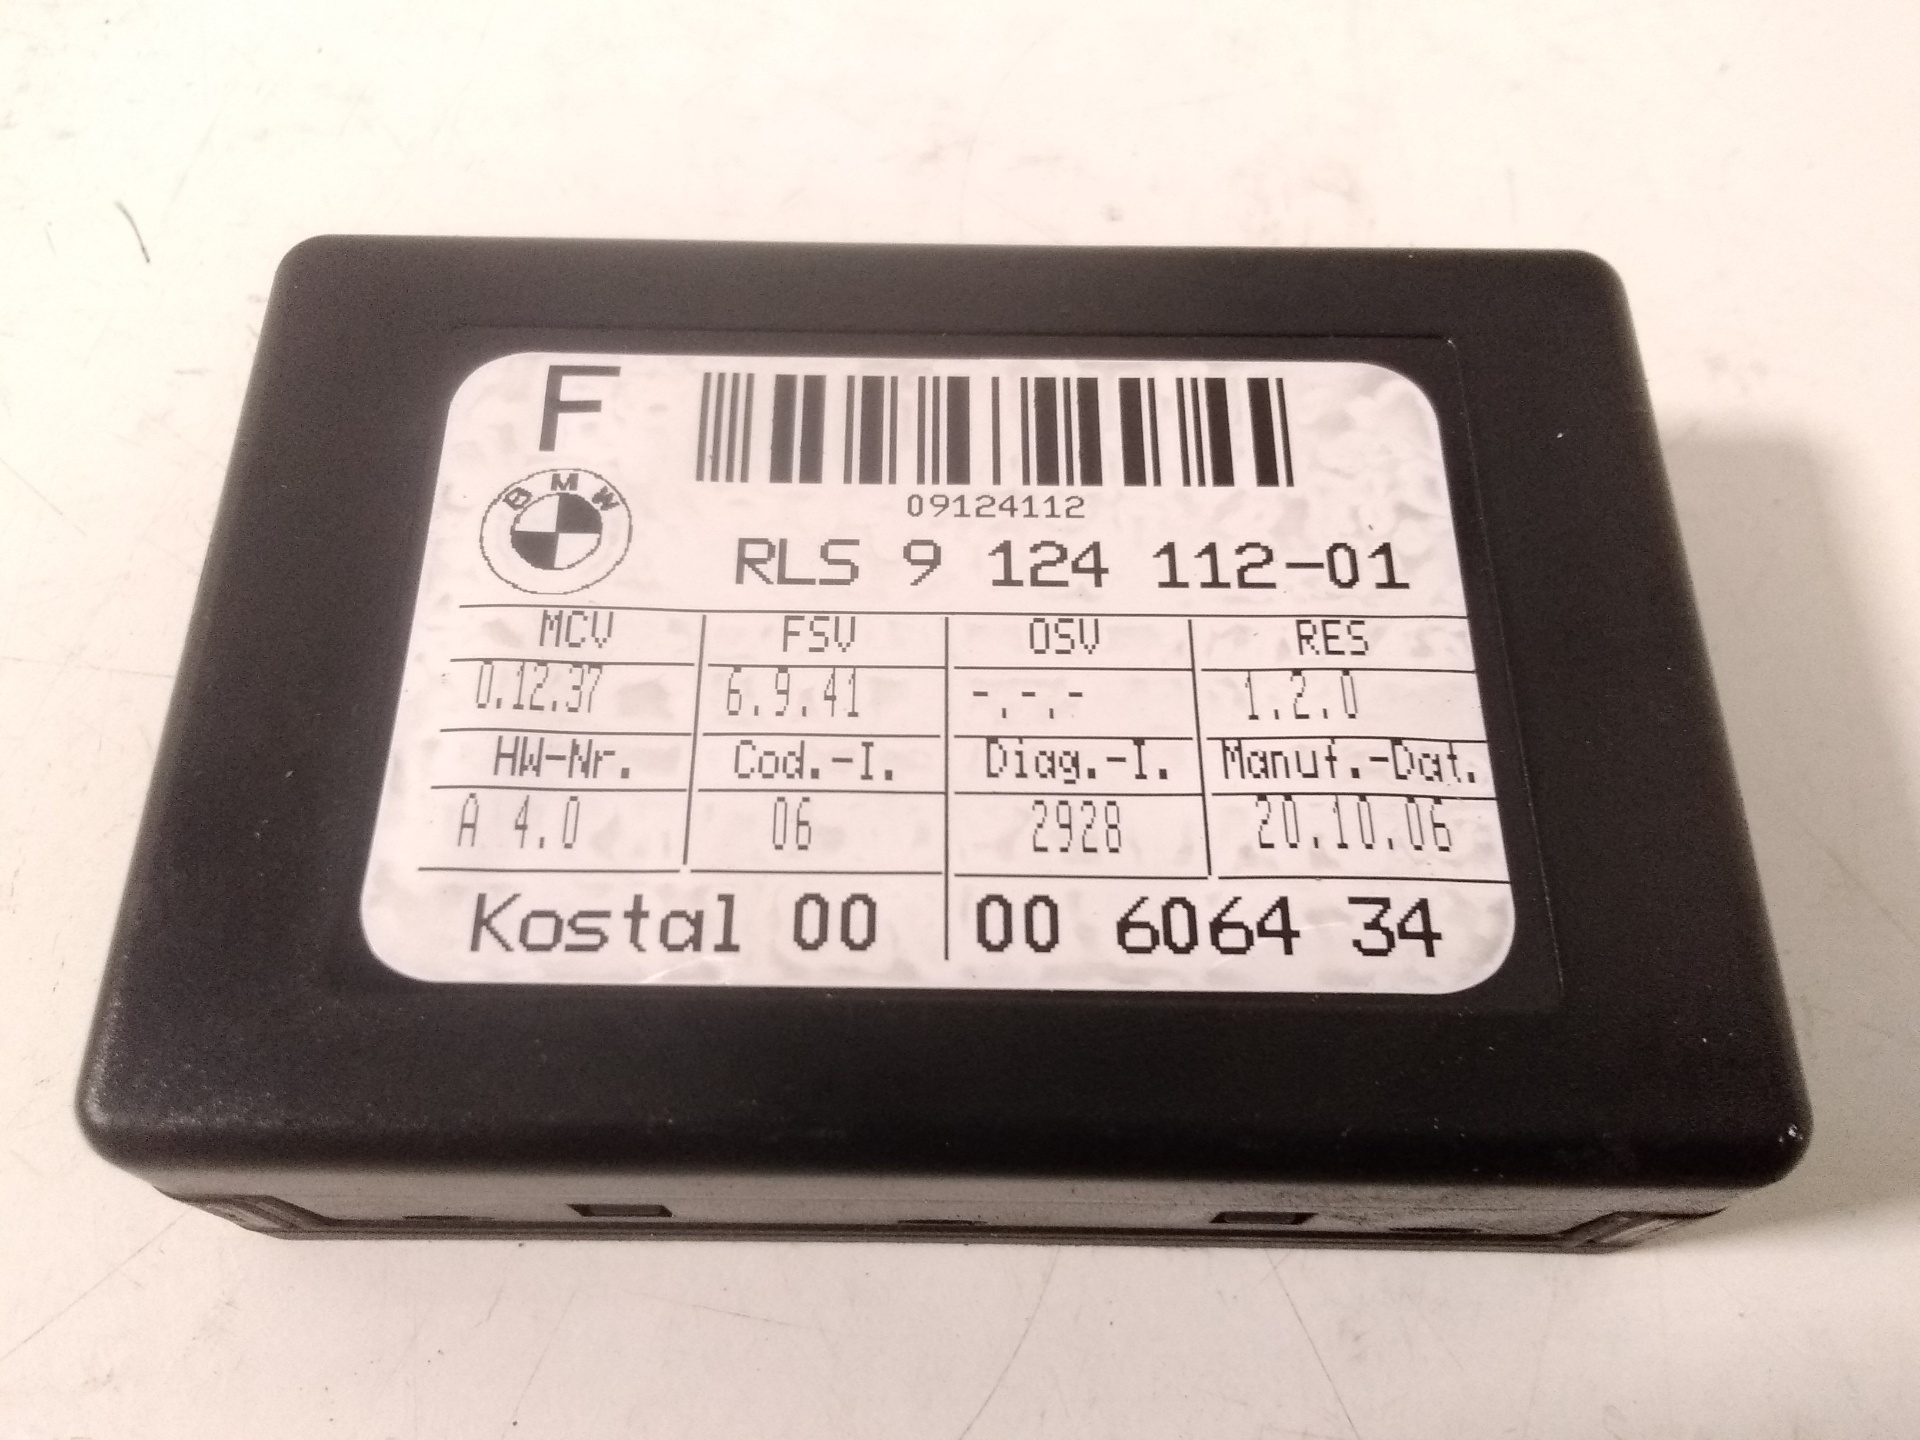 F
BMW
09124112
RLS 9 124 112-01
MCV FSV OSV RES
0.12.37 6.9.41 -.-.- 1.2.0
HW-Nr. Cod.-I. Diag.-I. Manuf.-Dat.
A 4.0 06 2928 20.10.06
Kostal 00 00 6064 34